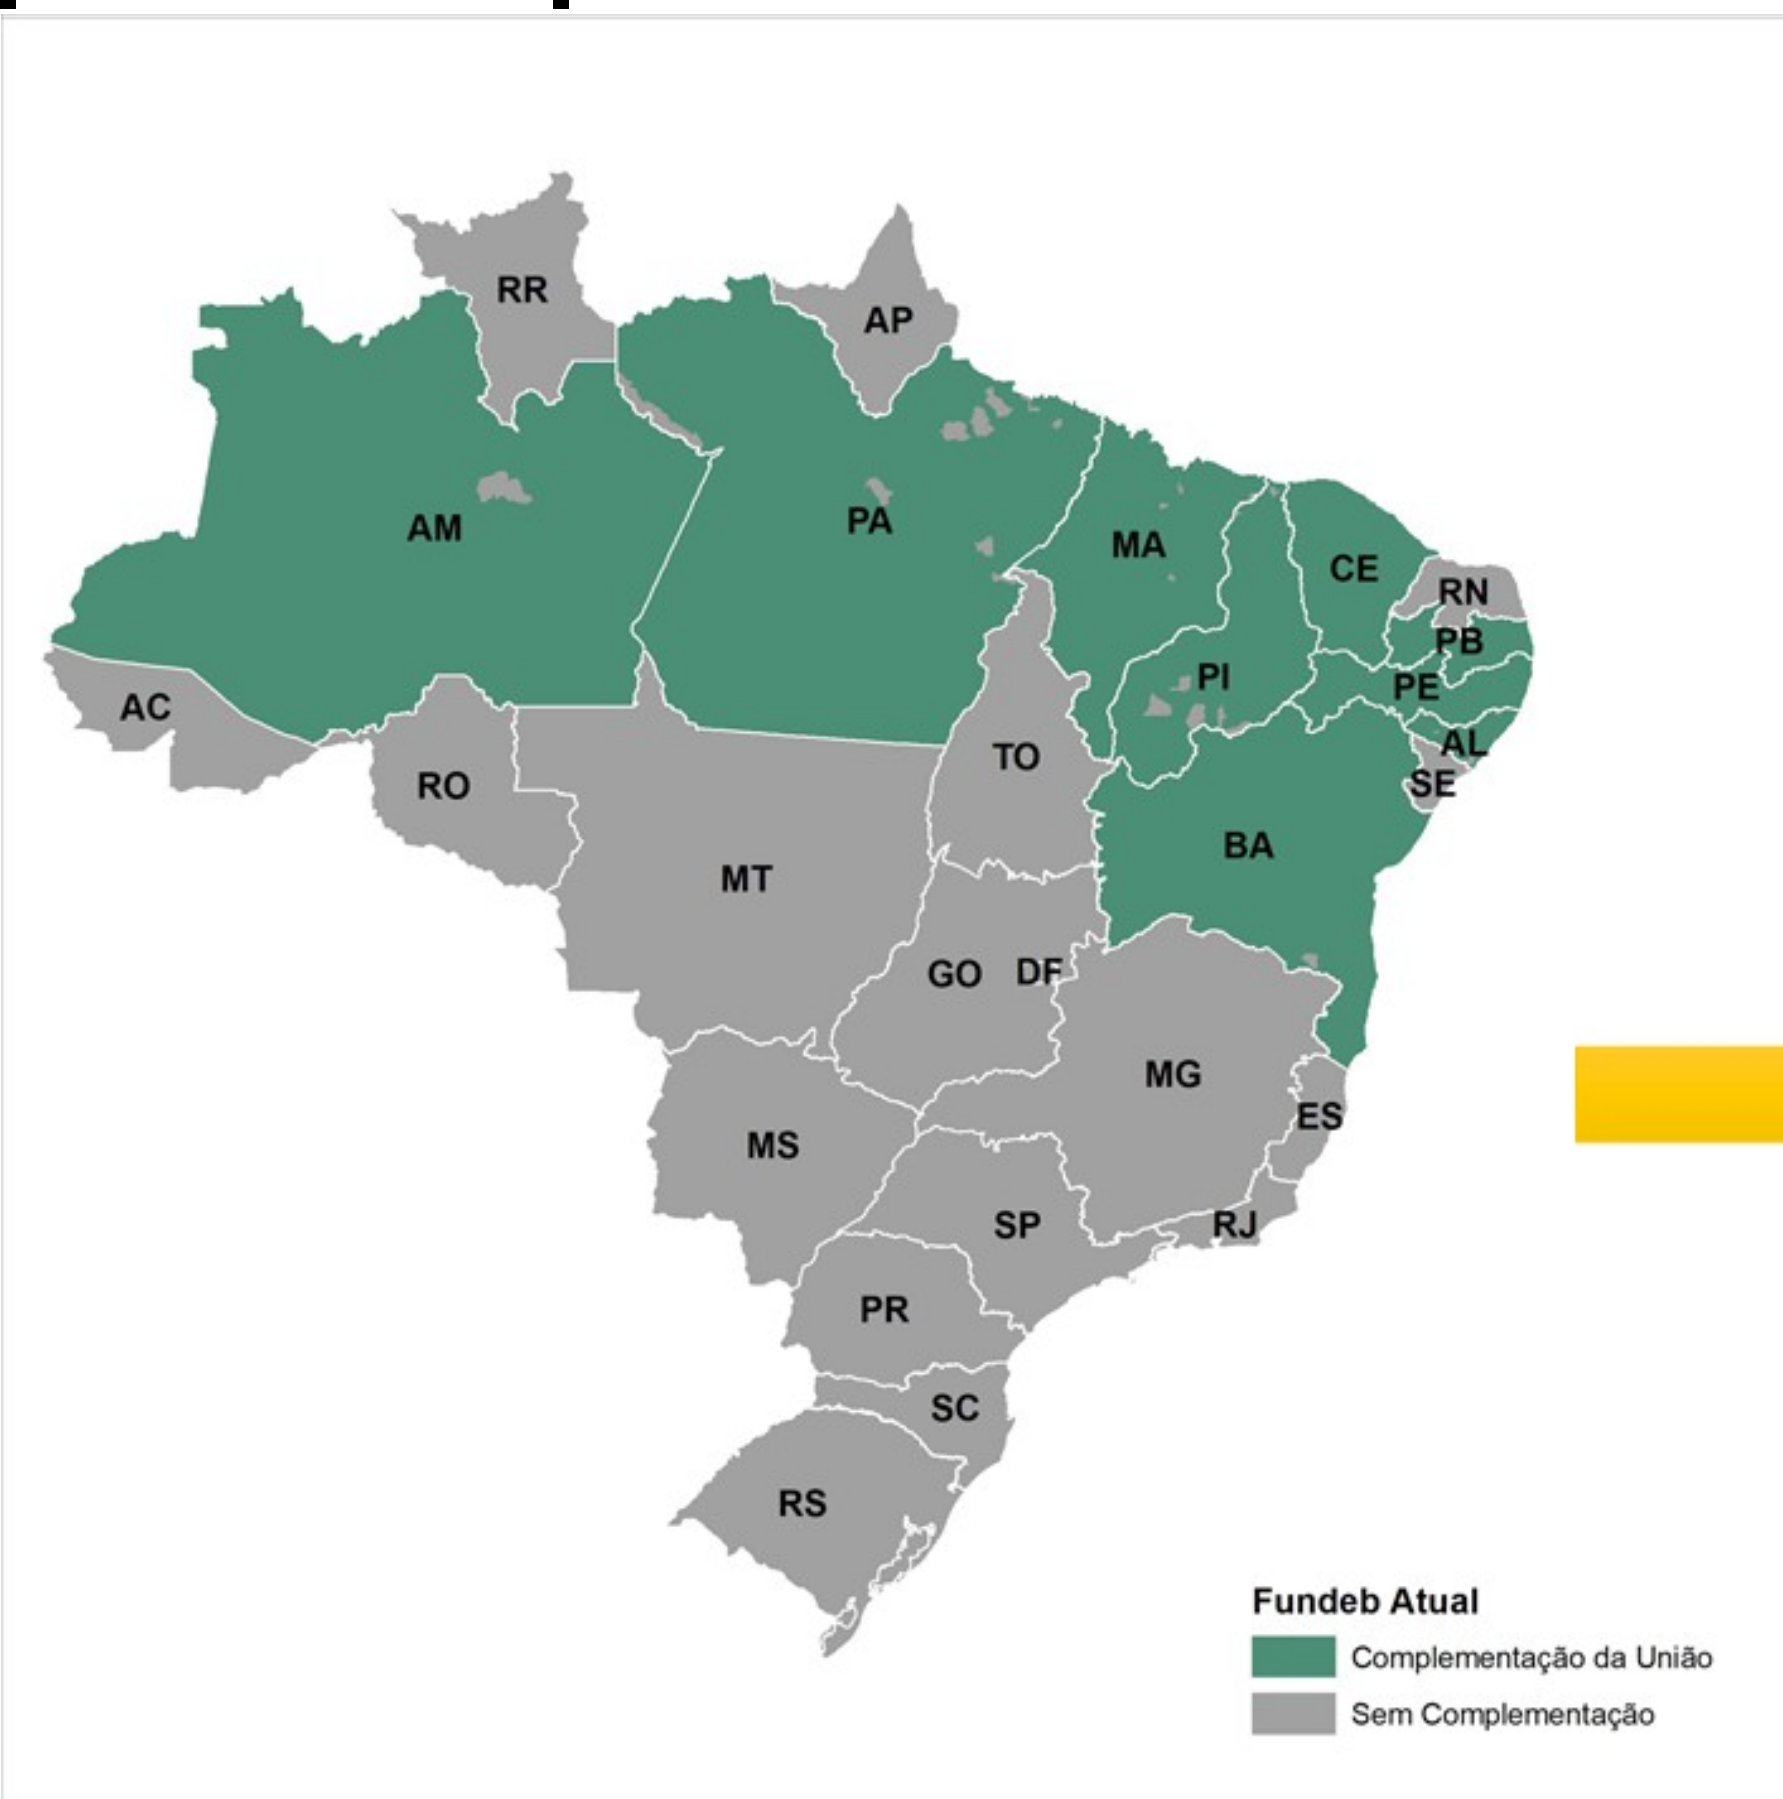 RR
AP
AM
PA
MA
CE
RN
PB
PI
PE
AC
AL
TO
SE
RO
BA
MT
GO DF
MG
ES
MS
SP
RJ
PR
SC
RS
Fundeb Atual
Complementação da União
Sem Complementação